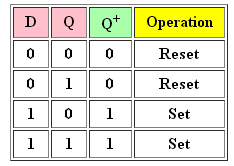 D Q Q⁺ Operation
0 0 0 Reset
0 1 0 Reset
1 0 1 Set
1 1 1 Set